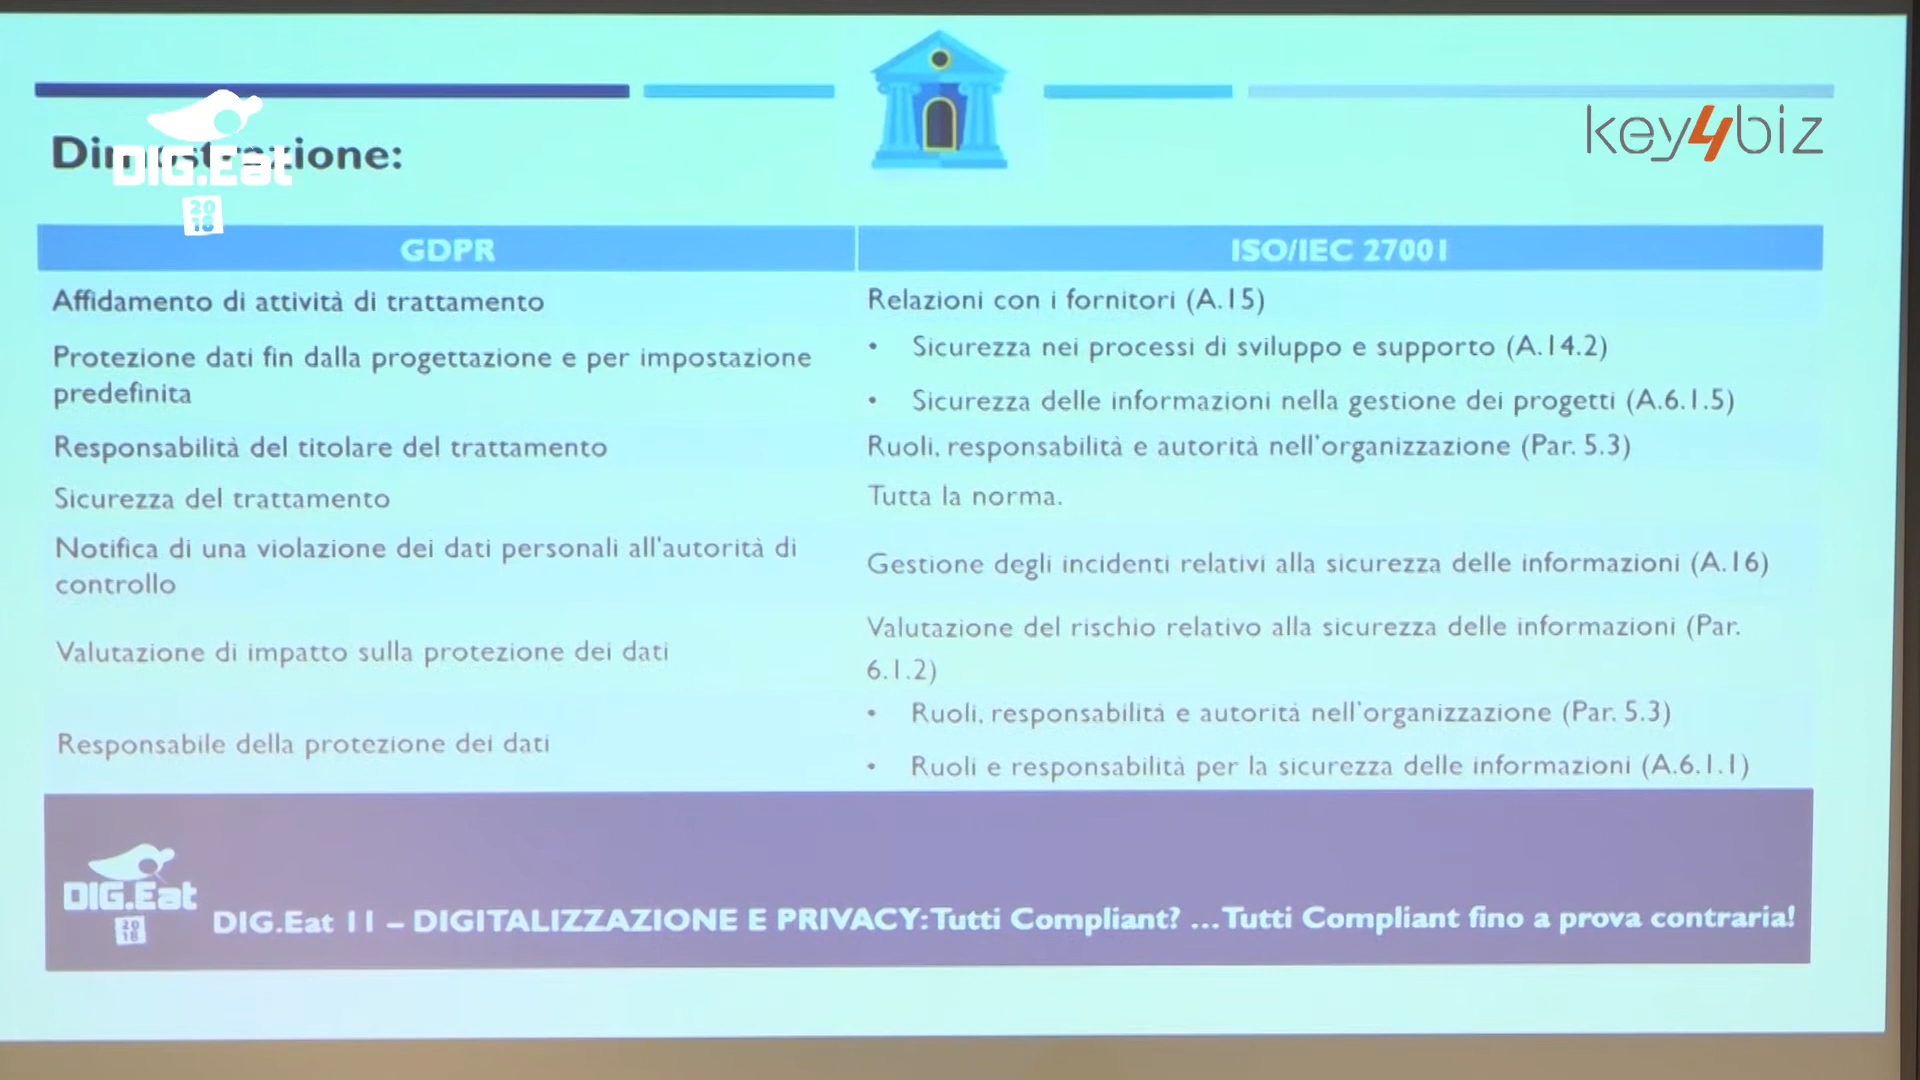 key4biz
Dimostrazione:
DIG.Eat
20
18
GDPR
ISO/IEC 27001
Affidamento di attività di trattamento
Relazioni con i fornitori (A.15)
Protezione dati fin dalla progettazione e per impostazione
predefinita
• Sicurezza nei processi di sviluppo e supporto (A.14.2)
• Sicurezza delle informazioni nella gestione dei progetti (A.6.1.5)
Responsabilità del titolare del trattamento
Ruoli, responsabilità e autorità nell'organizzazione (Par. 5.3)
Sicurezza del trattamento
Tutta la norma.
Notifica di una violazione dei dati personali all'autorità di
controllo
Gestione degli incidenti relativi alla sicurezza delle informazioni (A.16)
Valutazione di impatto sulla protezione dei dati
Valutazione del rischio relativo alla sicurezza delle informazioni (Par.
6.1.2)
Responsabile della protezione dei dati
• Ruoli, responsabilità e autorità nell'organizzazione (Par. 5.3)
• Ruoli e responsabilità per la sicurezza delle informazioni (A.6.1.1)
DIG.Eat
20
18
DIG.Eat 11 – DIGITALIZZAZIONE E PRIVACY: Tutti Compliant? ...Tutti Compliant fino a prova contraria!